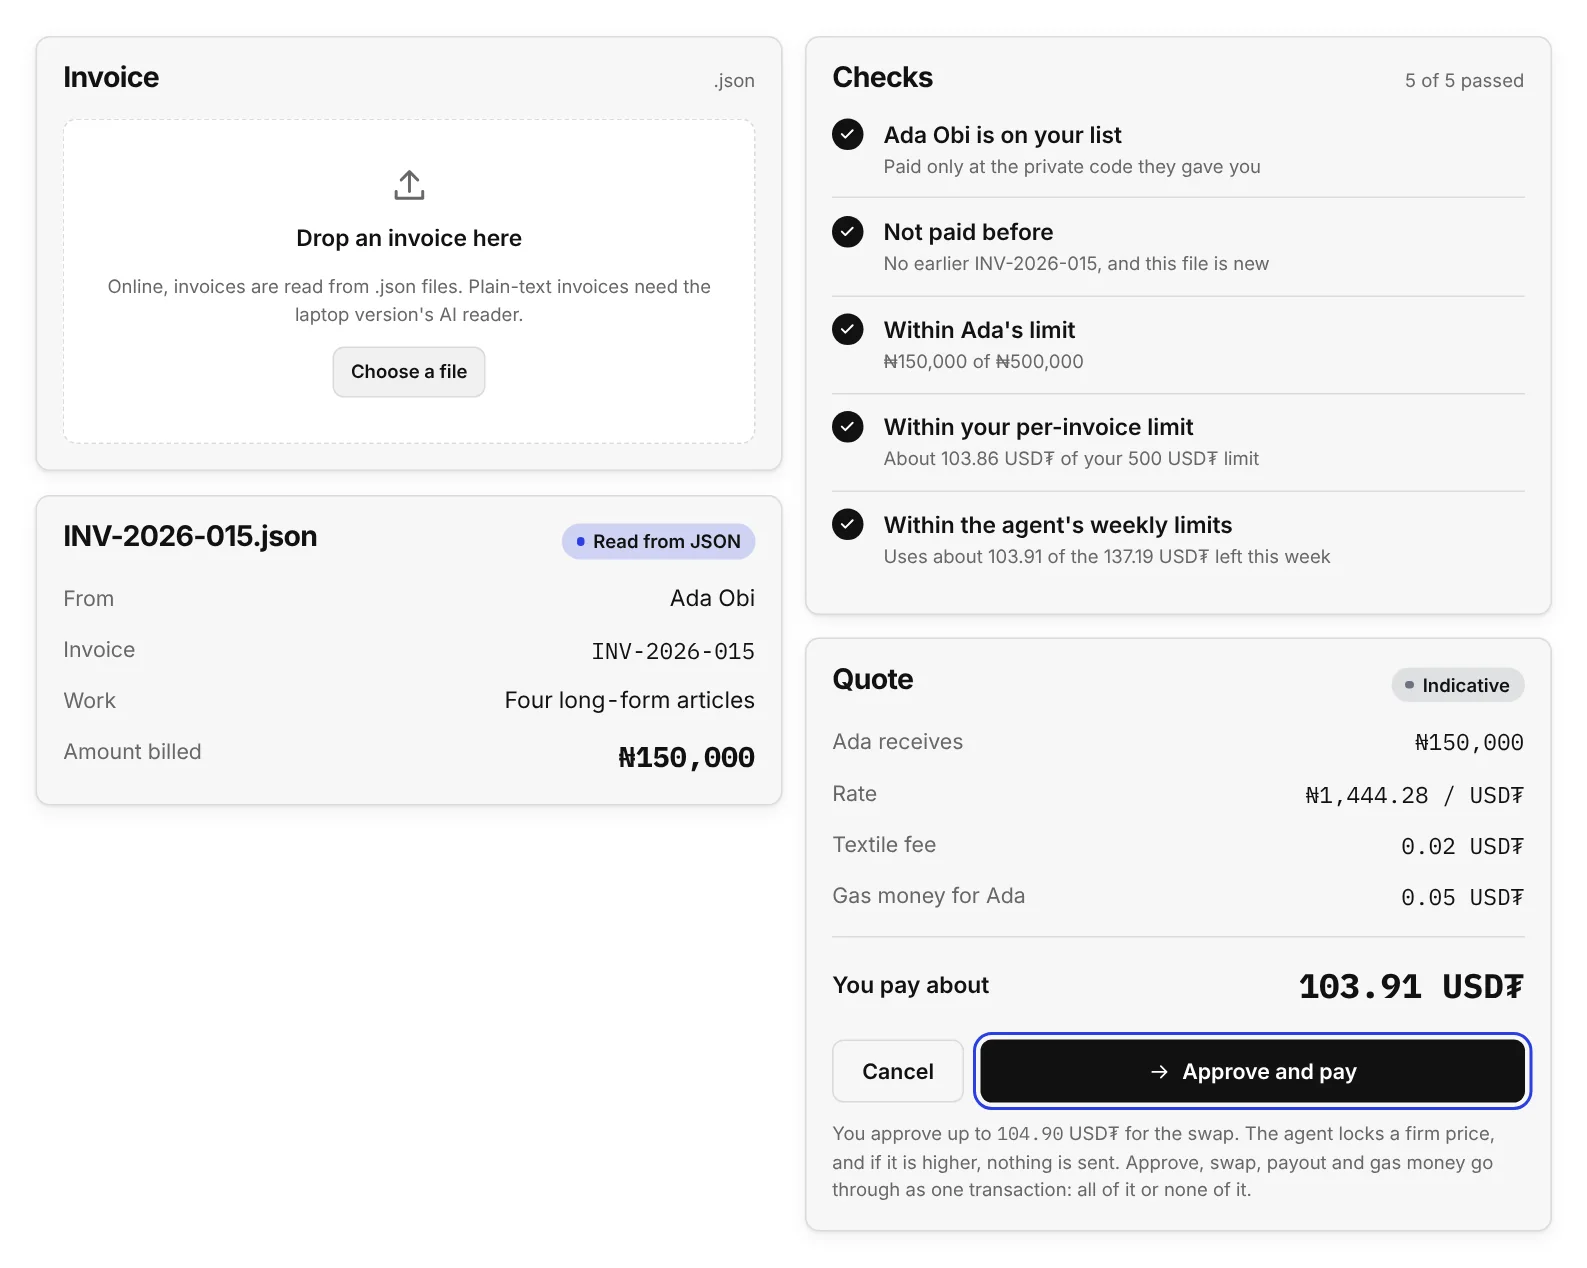 Invoice
.json
Drop an invoice here
Online, invoices are read from .json files. Plain-text invoices need the
laptop version's AI reader.
Choose a file
INV-2026-015.json
Read from JSON
From Ada Obi
Invoice INV-2026-015
Work Four long-form articles
Amount billed ₦150,000
Checks
5 of 5 passed
Ada Obi is on your list
Paid only at the private code they gave you
Not paid before
No earlier INV-2026-015, and this file is new
Within Ada's limit
₦150,000 of ₦500,000
Within your per-invoice limit
About 103.86 USD₮ of your 500 USD₮ limit
Within the agent's weekly limits
Uses about 103.91 of the 137.19 USD₮ left this week
Quote
Indicative
Ada receives ₦150,000
Rate ₦1,444.28 / USD₮
Textile fee 0.02 USD₮
Gas money for Ada 0.05 USD₮
You pay about 103.91 USD₮
Cancel
→ Approve and pay
You approve up to 104.90 USD₮ for the swap. The agent locks a firm price,
and if it is higher, nothing is sent. Approve, swap, payout and gas money go
through as one transaction: all of it or none of it.